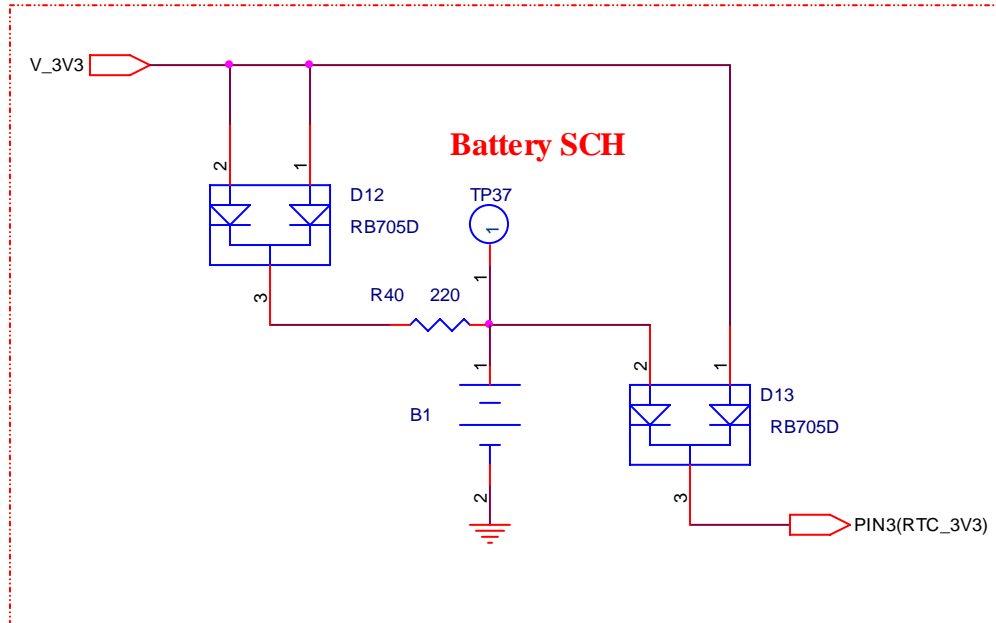 V_3V3
Battery SCH
2
1
D12
RB705D
TP37
1
1
3
R40 220
1
2
1
B1
D13
RB705D
2
3
PIN3(RTC_3V3)